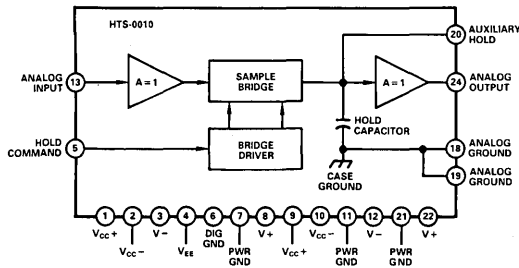 HTS-0010
20
AUXILIARY
HOLD
ANALOG
INPUT
13
A = 1
SAMPLE
BRIDGE
A = 1
24
ANALOG
OUTPUT
HOLD
CAPACITOR
HOLD
COMMAND
5
BRIDGE
DRIVER
18
ANALOG
GROUND
CASE
GROUND
19
ANALOG
GROUND
1 2 3 4 6 7 8 9 10 11 12 21 22
VCC+
VCC−
V−
VEE
DIG
GND
PWR
GND
V+
VCC+
VCC−
PWR
GND
V−
PWR
GND
V+